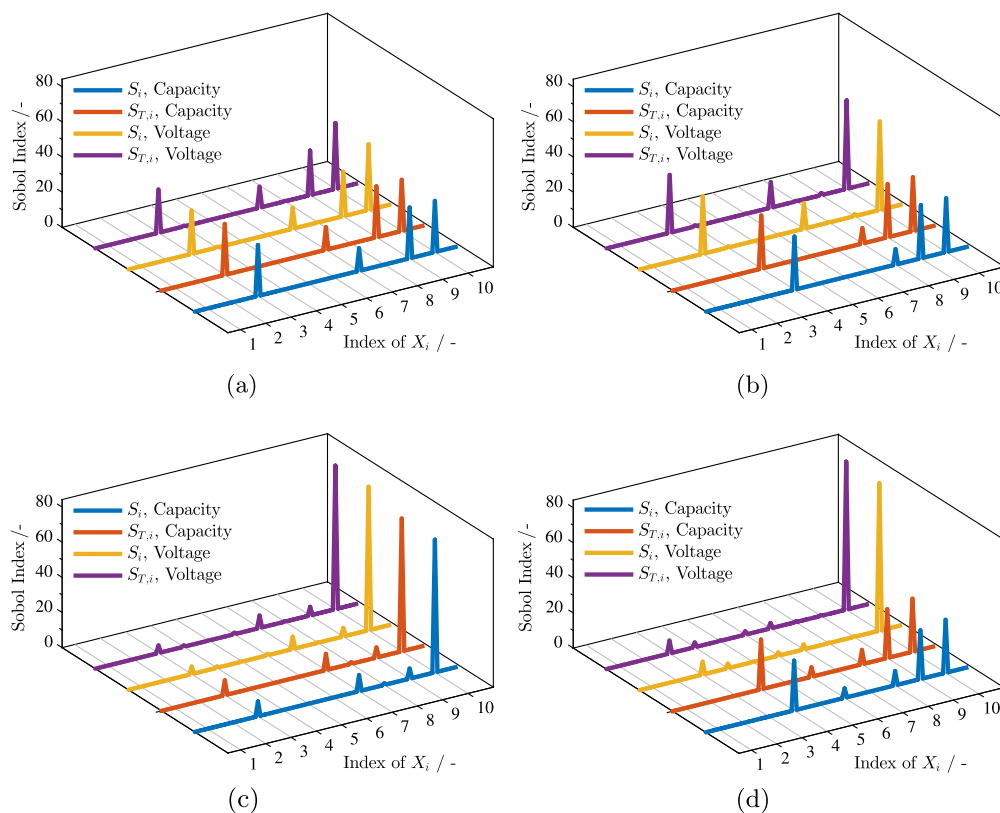 80
60
40
20
0
Sobol Index /-
S_i, Capacity
S_{T,i}, Capacity
S_i, Voltage
S_{T,i}, Voltage
1 2 3 4 5 6 7 8 9 10
Index of X_i / -
(a)
80
60
40
20
0
Sobol Index /-
S_i, Capacity
S_{T,i}, Capacity
S_i, Voltage
S_{T,i}, Voltage
1 2 3 4 5 6 7 8 9 10
Index of X_i / -
(b)
80
60
40
20
0
Sobol Index /-
S_i, Capacity
S_{T,i}, Capacity
S_i, Voltage
S_{T,i}, Voltage
1 2 3 4 5 6 7 8 9 10
Index of X_i / -
(c)
80
60
40
20
0
Sobol Index /-
S_i, Capacity
S_{T,i}, Capacity
S_i, Voltage
S_{T,i}, Voltage
1 2 3 4 5 6 7 8 9 10
Index of X_i / -
(d)